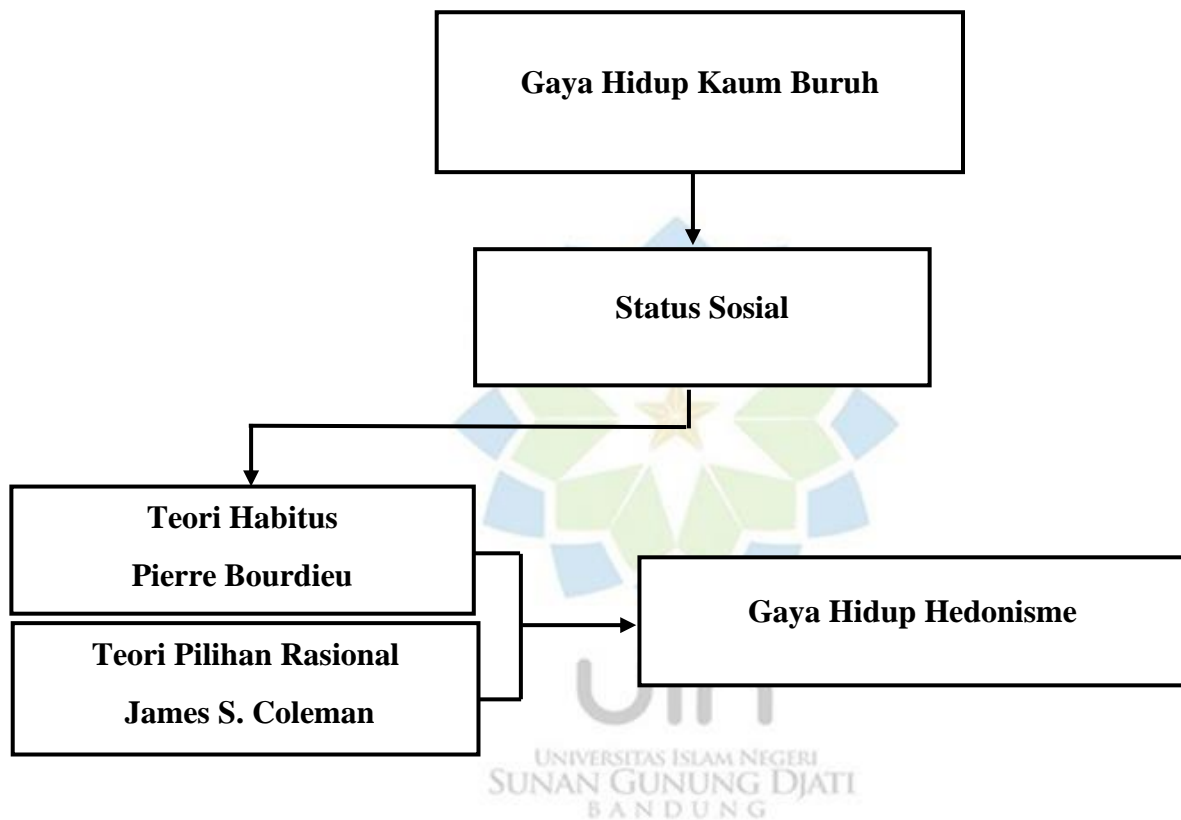 Gaya Hidup Kaum Buruh
Status Sosial
Teori Habitus
Pierre Bourdieu
Teori Pilihan Rasional
James S. Coleman
Gaya Hidup Hedonisme
uin
UNIVERSITAS ISLAM NEGERI
SUNAN GUNUNG DJATI
BANDUNG